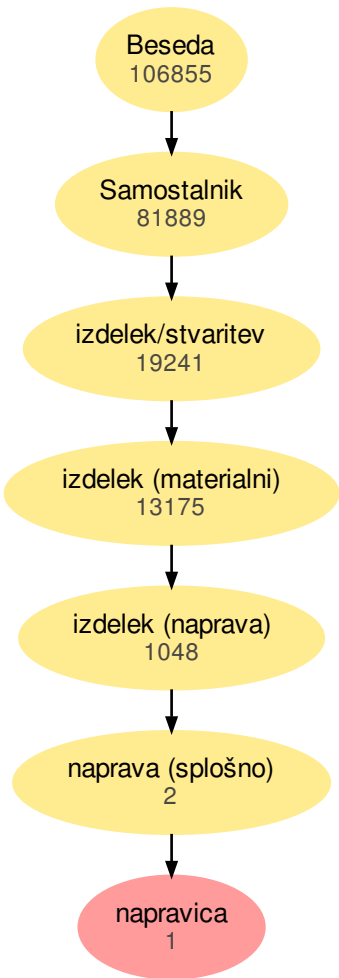 Beseda
106855
Samostalnik
81889
izdelek/stvaritev
19241
izdelek (materialni)
13175
izdelek (naprava)
1048
naprava (splošno)
2
napravica
1